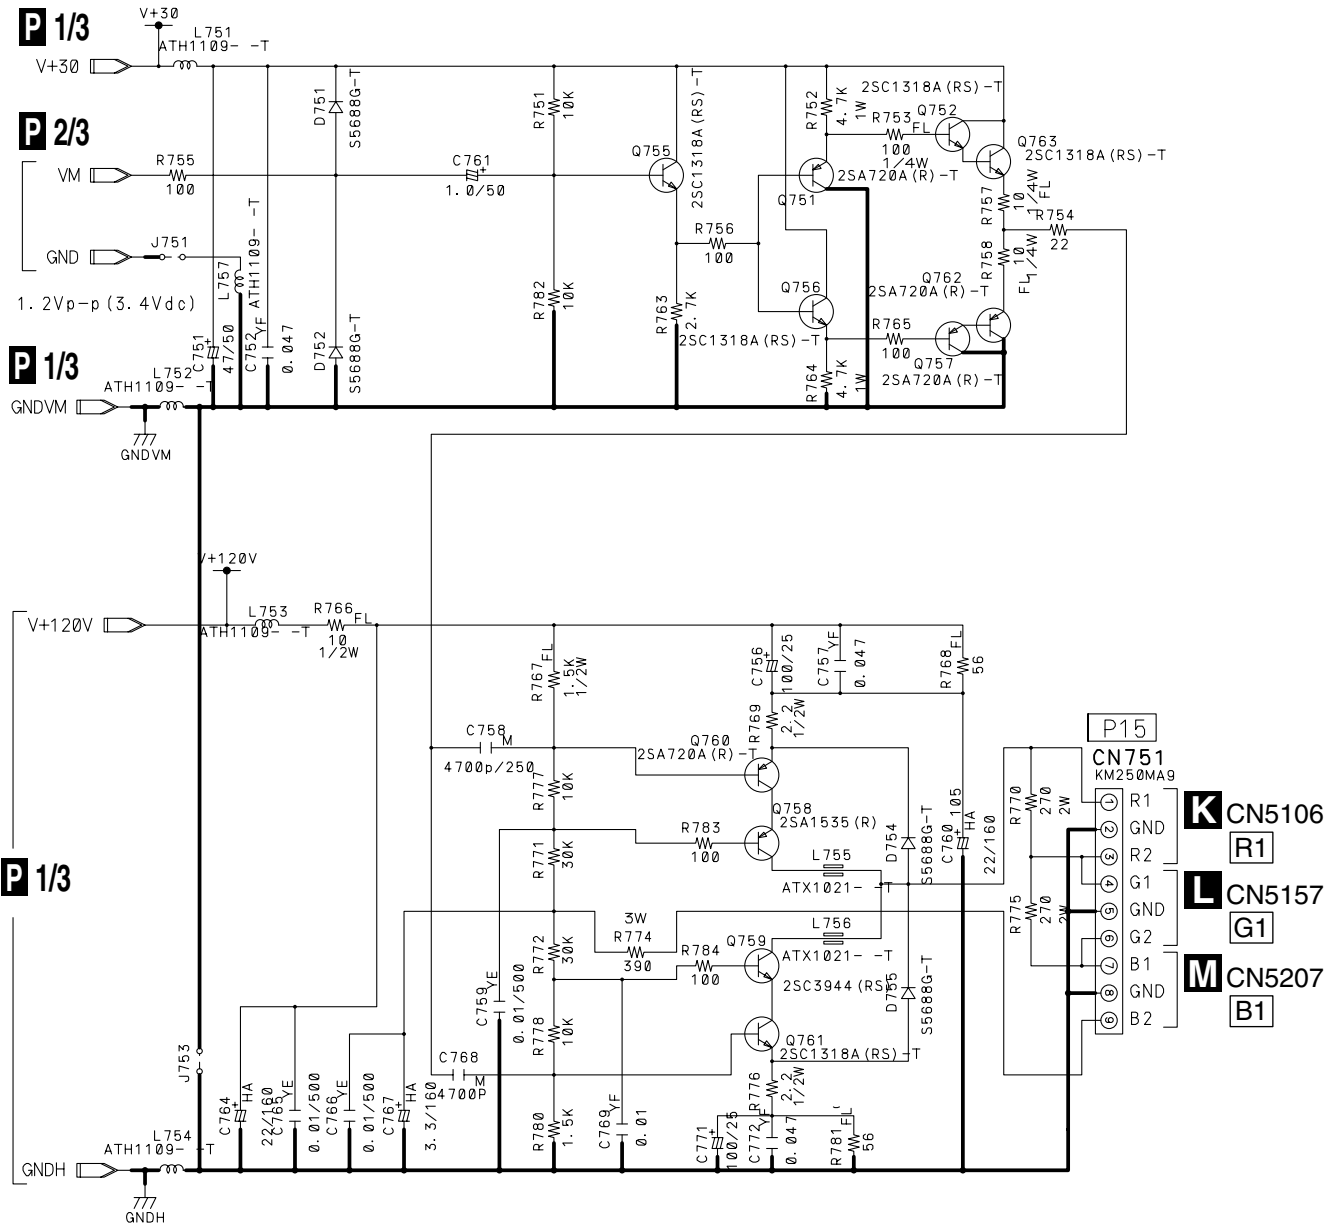 P 1/3
V+30
L751
ATH1109- -T
V+30
P 2/3
VM
R755
100
GND
J751
1.2Vp-p(3.4Vdc)
L757
ATH1109- -T
D751
S5688G-T
C761
+
1.0/50
R751
10K
R782
10K
Q755
2SC1318A(RS)-T
R756
100
R763
2.7K
R752
4.7K
1W
2SC1318A(RS)-T
Q752
R753
FL
100
1/4W
Q763
2SC1318A(RS)-T
2SA720A(R)-T
Q751
R757
10
1/4W
FL
R754
22
R758
10
1/4W
FL
Q762
2SA720A(R)-T
Q756
2SC1318A(RS)-T
R765
100
Q757
2SA720A(R)-T
R764
4.7K
1W
C751
+
47/50
C752
YF
0.047
D752
S5688G-T
P 1/3
L752
ATH1109- -T
GNDVM
GNDVM
V+120V
V+120V
L753
ATH1109- -T
R766
FL
10
1/2W
P 1/3
R767
FL
1.5K
1/2W
C756
+
100/25
C757
YF
0.047
R768
FL
56
R769
2.2
1/2W
C758
M
4700p/250
Q760
2SA720A(R)-T
R777
10K
Q758
2SA1535(R)
R783
100
R771
30K
L755
ATX1021- -T
D754
S5688G-T
C760
105
+
HA
22/160
3W
R774
390
L756
ATX1021- -T
R772
30K
R784
100
Q759
2SC3944(RS)
D755
S5688G-T
C759
YE
0.01/500
R778
10K
Q761
2SC1318A(RS)-T
C768
M
4700P
R776
2.2
1/2W
R780
1.5K
C769
YF
0.01
C771
+
100/25
C772
YF
0.047
R781
FL
56
J753
C764
+
HA
22/160
C765
YE
0.01/500
C766
YE
0.01/500
C767
+
HA
3.3/160
L754
ATH1109- -T
GNDH
GNDH
R770
270
2W
R775
270
2W
P15
CN751
KM250MA9
1 R1
2 GND
3 R2
4 G1
5 GND
6 G2
7 B1
8 GND
9 B2
K CN5106
R1
L CN5157
G1
M CN5207
B1